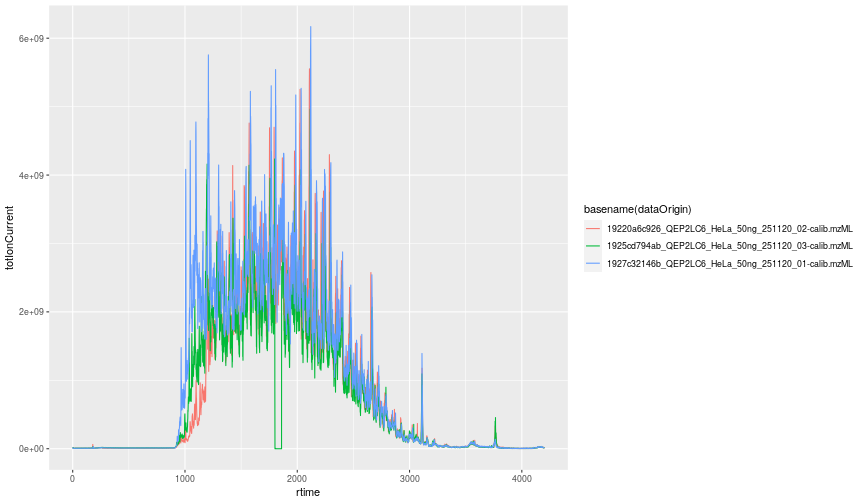 6e+09
4e+09
2e+09
0e+00
totIonCurrent
0
1000
2000
3000
4000
rtime
basename(dataOrigin)
19220a6c926_QEP2LC6_HeLa_50ng_251120_02-calib.mzML
1925cd794ab_QEP2LC6_HeLa_50ng_251120_03-calib.mzML
1927c32146b_QEP2LC6_HeLa_50ng_251120_01-calib.mzML